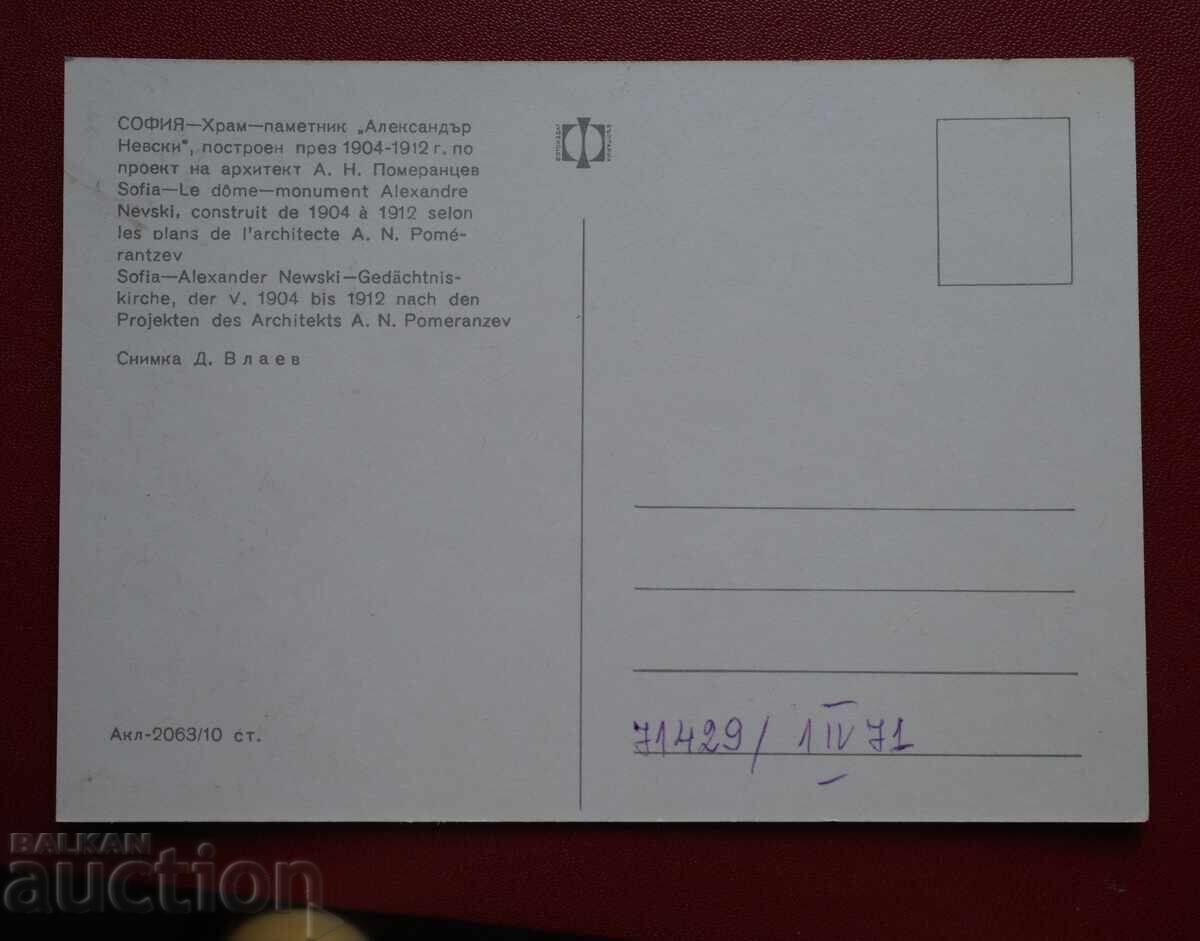 СОФИЯ—Храм—паметник „Александър
Невски", построен през 1904-1912 г. по
проект на архитект А. Н. Померанцев
Sofia—Le dôme—monument Alexandre
Nevski, construit de 1904 à 1912 selon
les plans de l'architecte A. N. Pomé-
rantzev
Sofia—Alexander Newski—Gedächtnis-
kirche, der V. 1904 bis 1912 nach den
Projekten des Architekts A. N. Pomeranzev
Снимка Д. Влаев
Акл-2063/10 ст.
71429/ 1 IV 71
BALKAN
auction